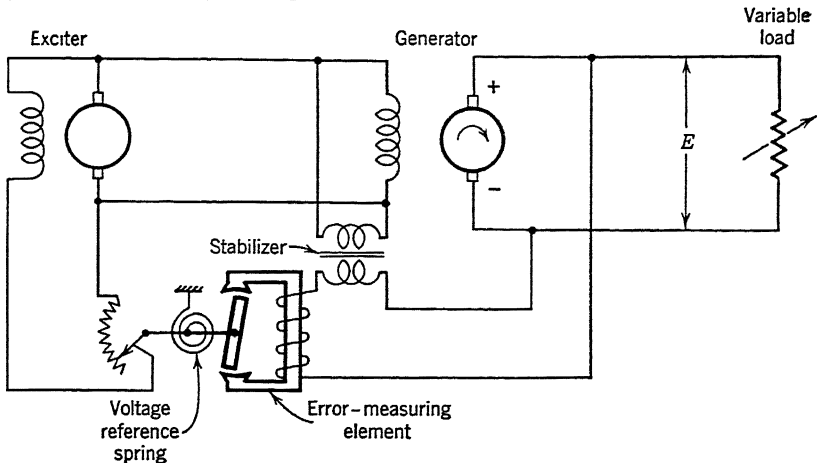 Variable
load
Exciter
Generator
+
E
−
Stabilizer
Voltage
reference
spring
Error-measuring
element